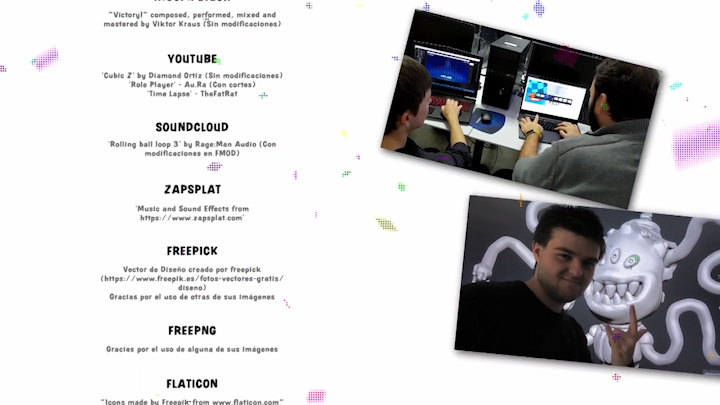 "Victory!" composed, performed, mixed and
mastered by Viktor Kraus (Sin modificaciones)
YOUTUBE
'Cubic Z' by Diamond Ortiz (Sin modificaciones)
'Role Player' - Au.Ra (Con cortes)
'Time Lapse' - TheFatRat
SOUNDCLOUD
'Rolling ball loop 3' by Rage:Man Audio (Con
modificaciones en FMOD)
ZAPSPLAT
'Music and Sound Effects from
https://www.zapsplat.com'
FREEPICK
Vector de Diseño creado por freepick
(https://www.freepik.es/fotos-vectores-gratis/
diseno)
Gracias por el uso de otras de sus imágenes
FREEPNG
Gracias por el uso de alguna de sus imágenes
FLATICON
"Icons made by Freepik from www.flaticon.com"